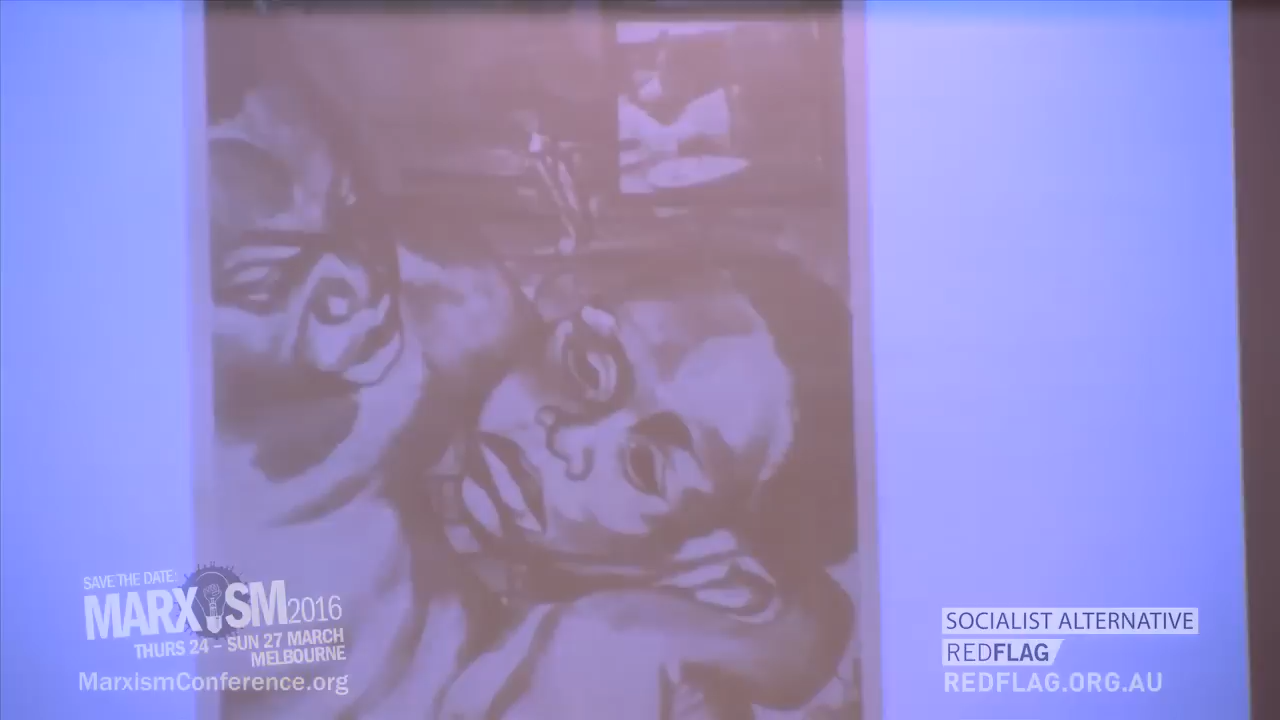 SAVE THE DATE:
MARXISM2016
THURS 24 – SUN 27 MARCH
MELBOURNE
MarxismConference.org
SOCIALIST ALTERNATIVE
REDFLAG
REDFLAG.ORG.AU